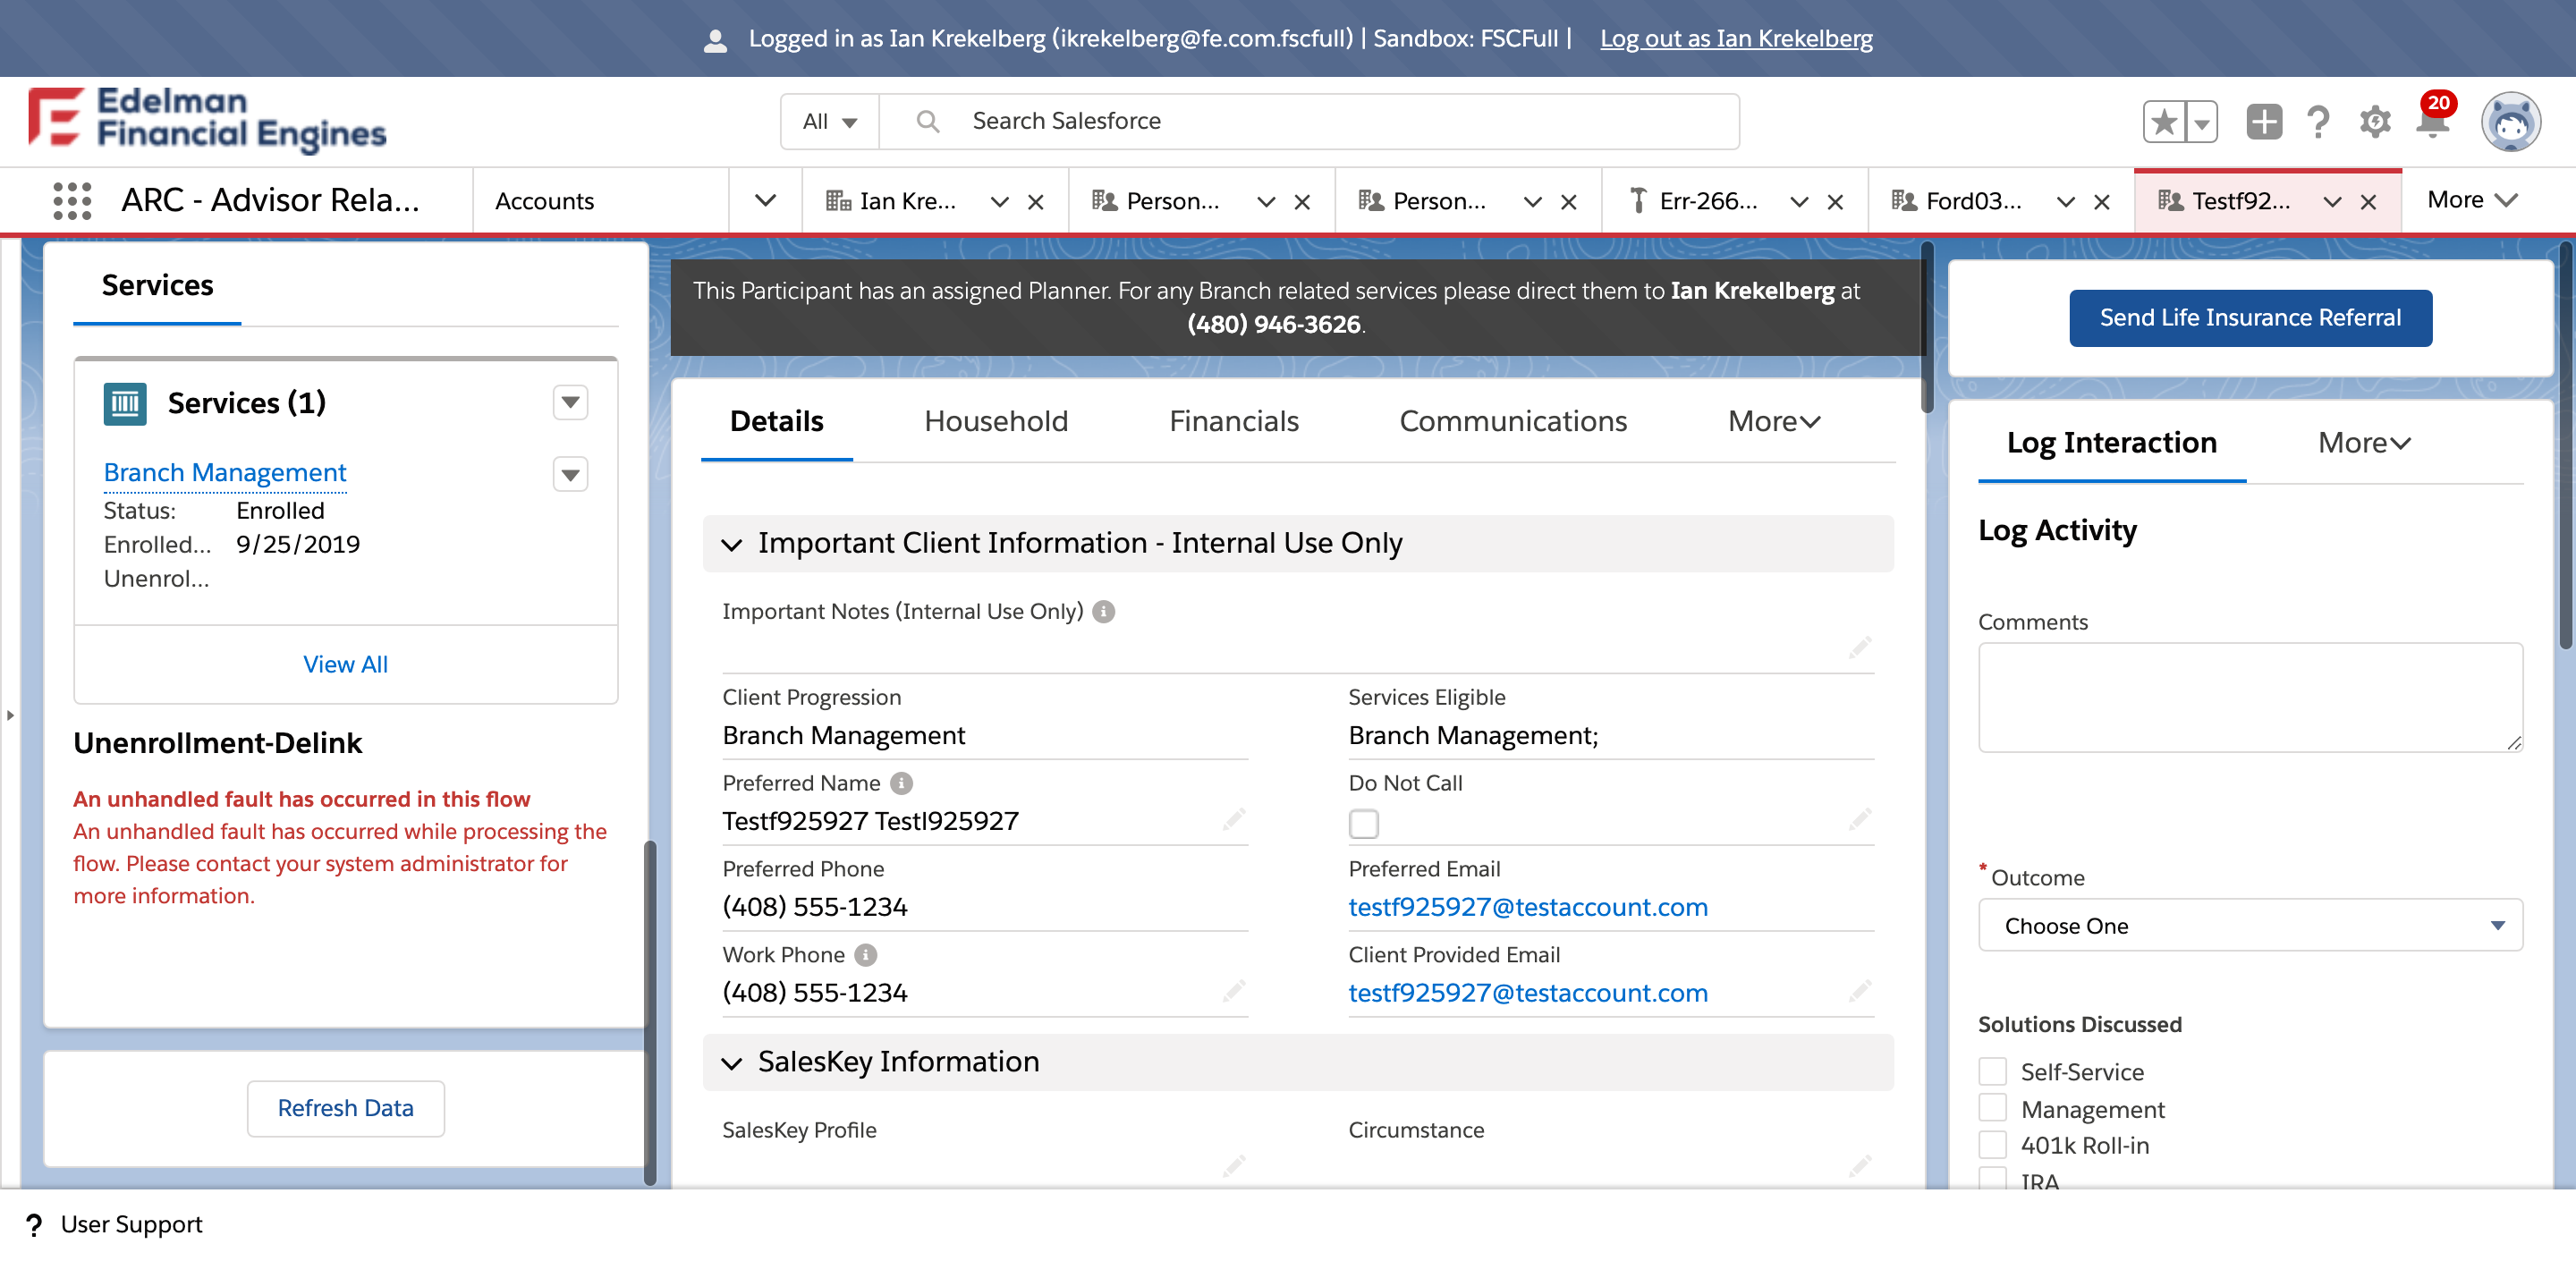 Logged in as Ian Krekelberg (ikrekelberg@fe.com.fscfull) | Sandbox: FSCFull | Log out as Ian Krekelberg
Edelman
Financial Engines
All
Search Salesforce
20
ARC - Advisor Rela...
Accounts
Ian Kre...
Person...
Person...
Err-266...
Ford03...
Testf92...
More
Services
Services (1)
Branch Management
Status: Enrolled
Enrolled... 9/25/2019
Unenrol...
View All
Unenrollment-Delink
An unhandled fault has occurred in this flow
An unhandled fault has occurred while processing the
flow. Please contact your system administrator for
more information.
Refresh Data
This Participant has an assigned Planner. For any Branch related services please direct them to Ian Krekelberg at
(480) 946-3626.
Details
Household
Financials
Communications
More
Important Client Information - Internal Use Only
Important Notes (Internal Use Only)
Client Progression
Branch Management
Services Eligible
Branch Management;
Preferred Name
Testf925927 Testl925927
Do Not Call
Preferred Phone
(408) 555-1234
Preferred Email
testf925927@testaccount.com
Work Phone
(408) 555-1234
Client Provided Email
testf925927@testaccount.com
SalesKey Information
SalesKey Profile
Circumstance
Send Life Insurance Referral
Log Interaction
More
Log Activity
Comments
* Outcome
Choose One
Solutions Discussed
Self-Service
Management
401k Roll-in
IRA
? User Support